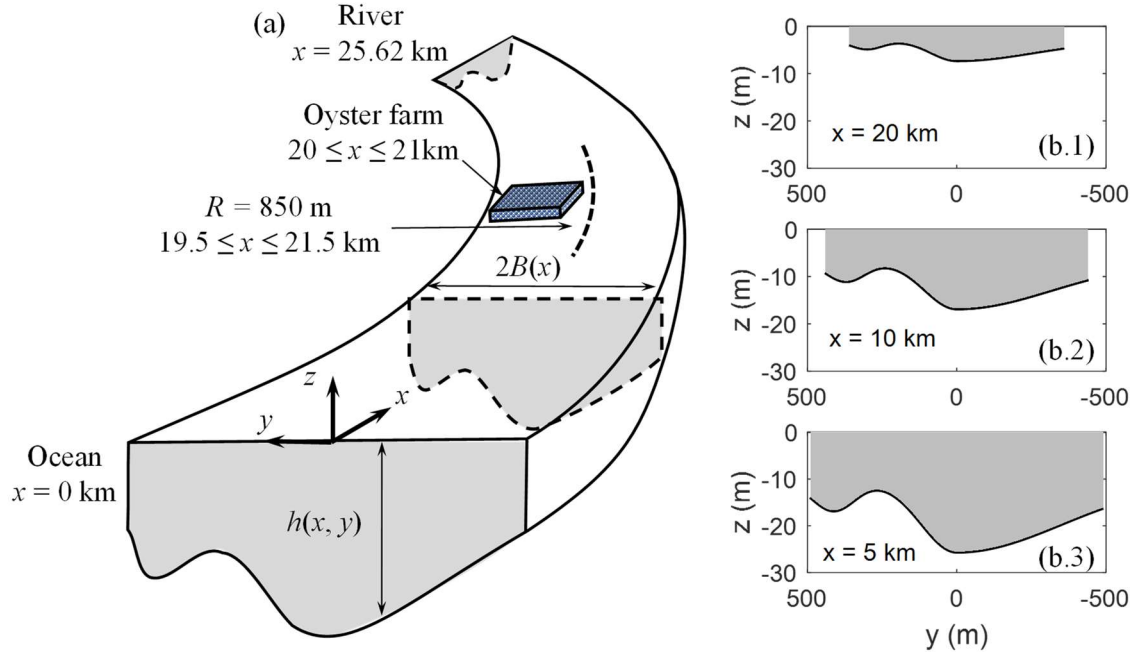 (a)
River
x = 25.62 km
Oyster farm
20 ≤ x ≤ 21km
R = 850 m
19.5 ≤ x ≤ 21.5 km
2B(x)
z
x
y
Ocean
x = 0 km
h(x, y)
0
-10
-20
-30
z (m)
x = 20 km
(b.1)
500
0
-500
0
-10
-20
-30
z (m)
x = 10 km
(b.2)
500
0
-500
0
-10
-20
-30
z (m)
x = 5 km
(b.3)
500
0
-500
y (m)